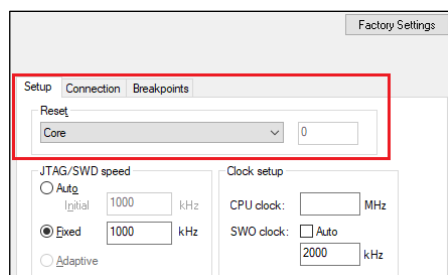 Factory Settings
Setup Connection Breakpoints
Reset
Core 0
JTAG/SWD speed Clock setup
Auto
Initial 1000 kHz CPU clock: MHz
Fixed 1000 kHz SWO clock: Auto
Adaptive 2000 kHz